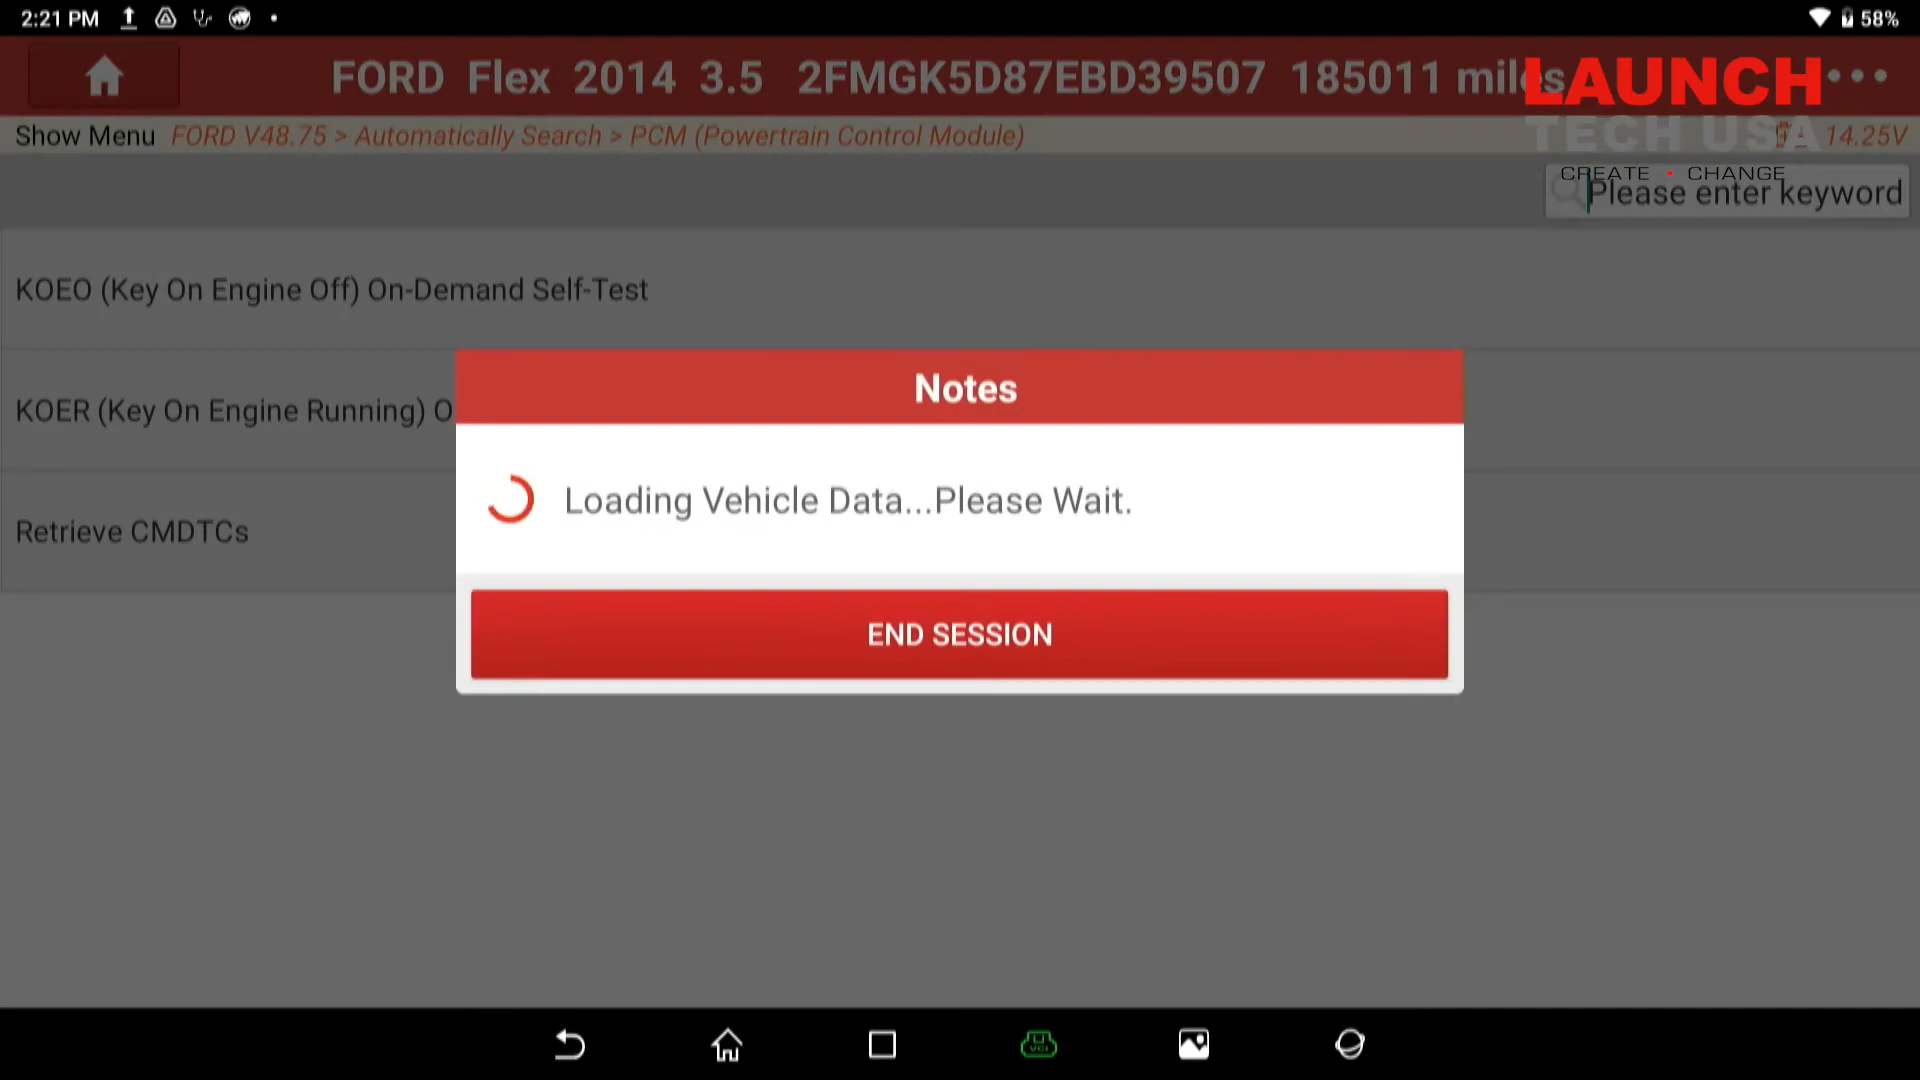 2:21 PM
58%
FORD Flex 2014 3.5 2FMGK5D87EBD39507 185011 miles
LAUNCH
TECH USA
CREATE • CHANGE
Show Menu FORD V48.75 > Automatically Search > PCM (Powertrain Control Module)
14.25V
Please enter keyword
KOEO (Key On Engine Off) On-Demand Self-Test
KOER (Key On Engine Running) O
Retrieve CMDTCs
Notes
Loading Vehicle Data...Please Wait.
END SESSION
VCI